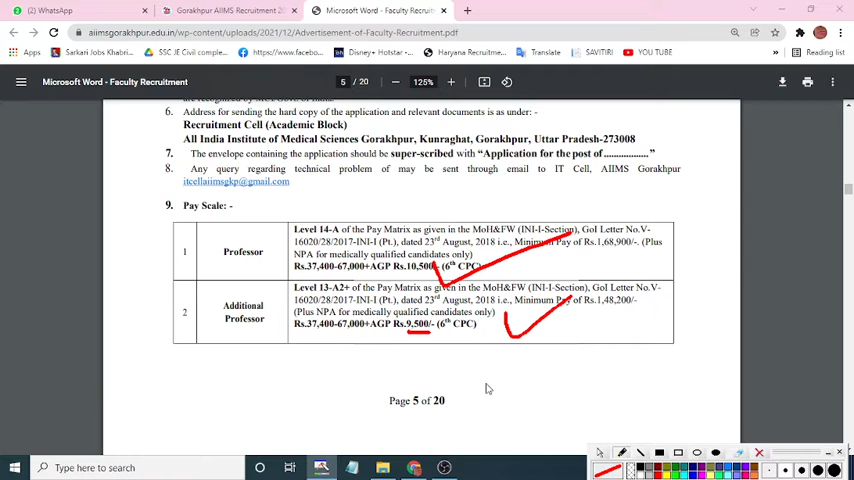 (2) WhatsApp
Gorakhpur AIIMS Recruitment 20
Microsoft Word - Faculty Recruit
aiimsgorakhpur.edu.in/wp-content/uploads/2021/12/Advertisement-of-Faculty-Recruitment.pdf
Apps
Sarkari Jobs Khabri...
SSC JE Civil comple...
https://www.facebo...
Disney+ Hotstar -...
Haryana Recruitme...
Translate
SAVITIRI
YOU TUBE
Reading list
Microsoft Word - Faculty Recruitment
5 / 20
125%
6. Address for sending the hard copy of the application and relevant documents is as under: -
Recruitment Cell (Academic Block)
All India Institute of Medical Sciences Gorakhpur, Kunraghat, Gorakhpur, Uttar Pradesh-273008
7. The envelope containing the application should be super-scribed with “Application for the post of ..................”
8. Any query regarding technical problem of may be sent through email to IT Cell, AIIMS Gorakhpur
itcellaiimsgkp@gmail.com
9. Pay Scale: -
1
Professor
Level 14-A of the Pay Matrix as given in the MoH&FW (INI-I-Section), GoI Letter No.V-
16020/28/2017-INI-I (Pt.), dated 23rd August, 2018 i.e., Minimum Pay of Rs.1,68,900/- (Plus
NPA for medically qualified candidates only)
Rs.37,400-67,000+AGP Rs.10,500/- (6th CPC)
2
Additional
Professor
Level 13-A2+ of the Pay Matrix as given in the MoH&FW (INI-I-Section), GoI Letter No.V-
16020/28/2017-INI-I (Pt.), dated 23rd August, 2018 i.e., Minimum Pay of Rs.1,48,200/-
(Plus NPA for medically qualified candidates only)
Rs.37,400-67,000+AGP Rs.9,500/- (6th CPC)
Page 5 of 20
Type here to search